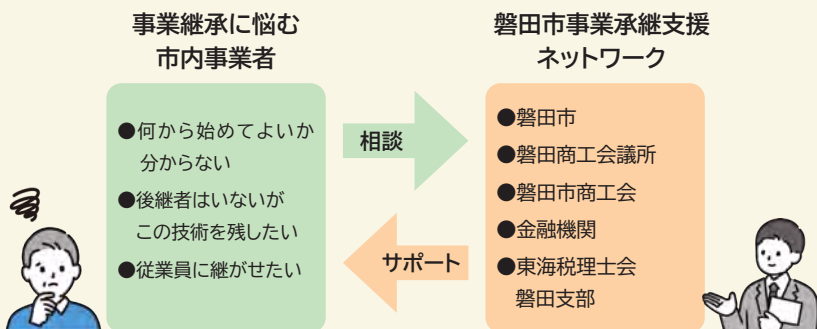 事業継承に悩む
市内事業者
●何から始めてよいか
分からない
●後継者はいないが
この技術を残したい
●従業員に継がせたい
相談
サポート
磐田市事業承継支援
ネットワーク
●磐田市
●磐田商工会議所
●磐田市商工会
●金融機関
●東海税理士会
磐田支部